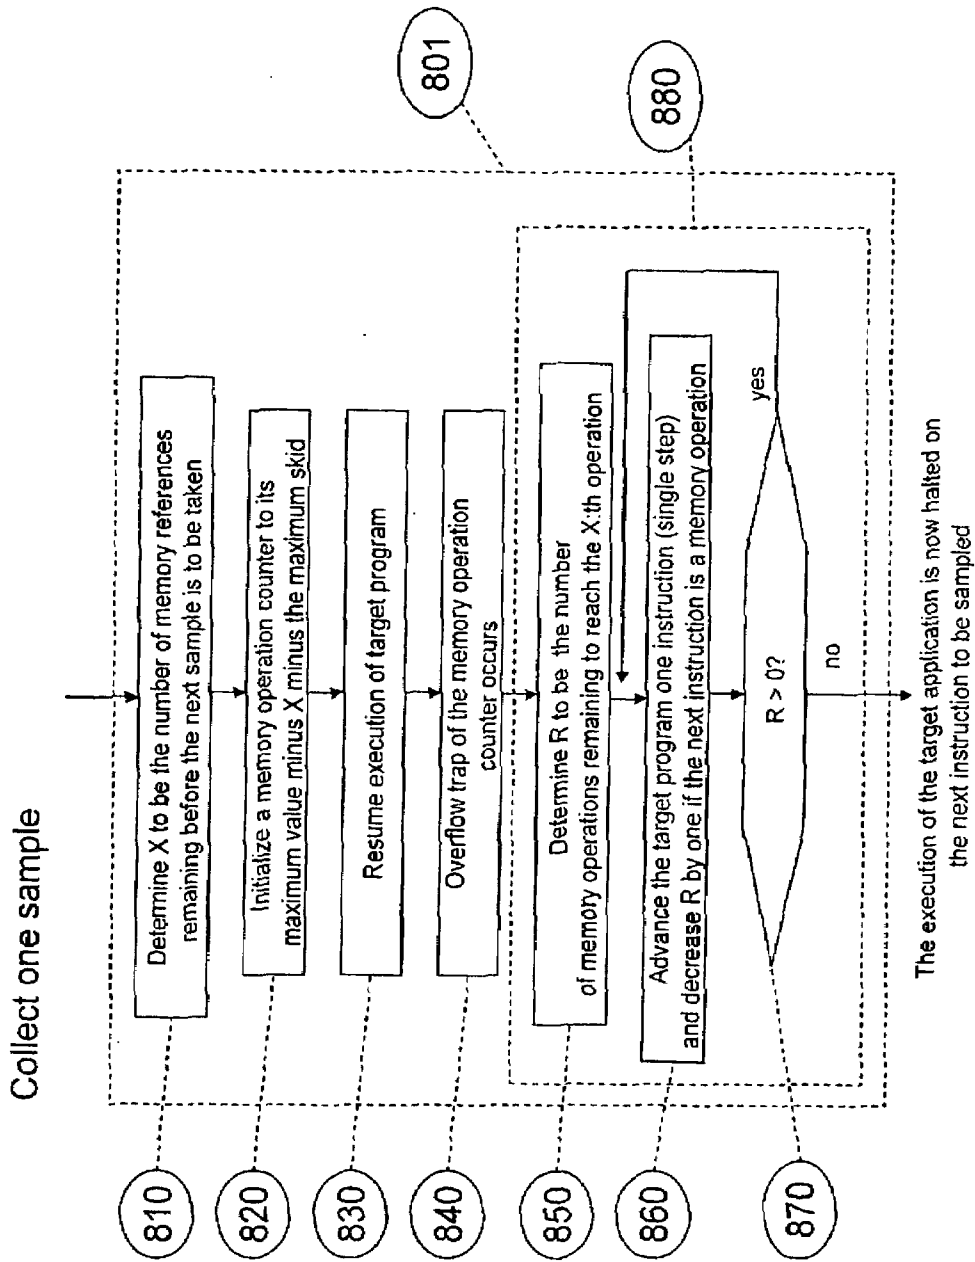 Collect one sample
801
880
810
Determine X to be the number of memory references
remaining before the next sample is to be taken
820
Initialize a memory operation counter to its
maximum value minus X minus the maximum skid
830
Resume execution of target program
840
Overflow trap of the memory operation
counter occurs
850
Determine R to be the number
of memory operations remaining to reach the X:th operation
860
Advance the target program one instruction (single step)
and decrease R by one if the next instruction is a memory operation
870
R > 0?
yes
no
The execution of the target application is now halted on
the next instruction to be sampled